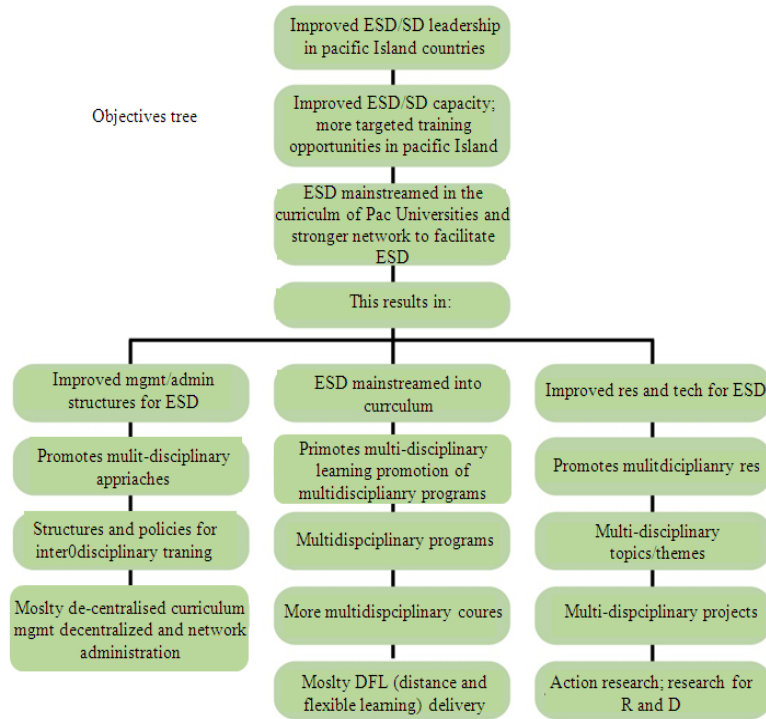 Improved ESD/SD leadership
in pacific Island countries
Objectives tree
Improved ESD/SD capacity;
more targeted training
opportunities in pacific Island
ESD mainstreamed in the
curriculm of Pac Universities and
stronger network to facilitate
ESD
This results in:
Improved mgmt/admin
structures for ESD
Promotes mulit-disciplinary
appriaches
Structures and policies for
inter0disciplinary traning
Moslty de-centralised curriculum
mgmt decentralized and network
administration
ESD mainstreamed into
currculum
Primotes multi-disciplinary
learning promotion of
multidisciplianry programs
Multidispciplinary programs
More multidispciplinary coures
Moslty DFL (distance and
flexible learning) delivery
Improved res and tech for ESD
Promotes mulitdiciplianry res
Multi-disciplinary
topics/themes
Multi-dispciplinary projects
Action research; research for
R and D